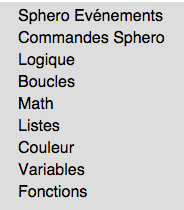 Sphero Evénements
Commandes Sphero
Logique
Boucles
Math
Listes
Couleur
Variables
Fonctions